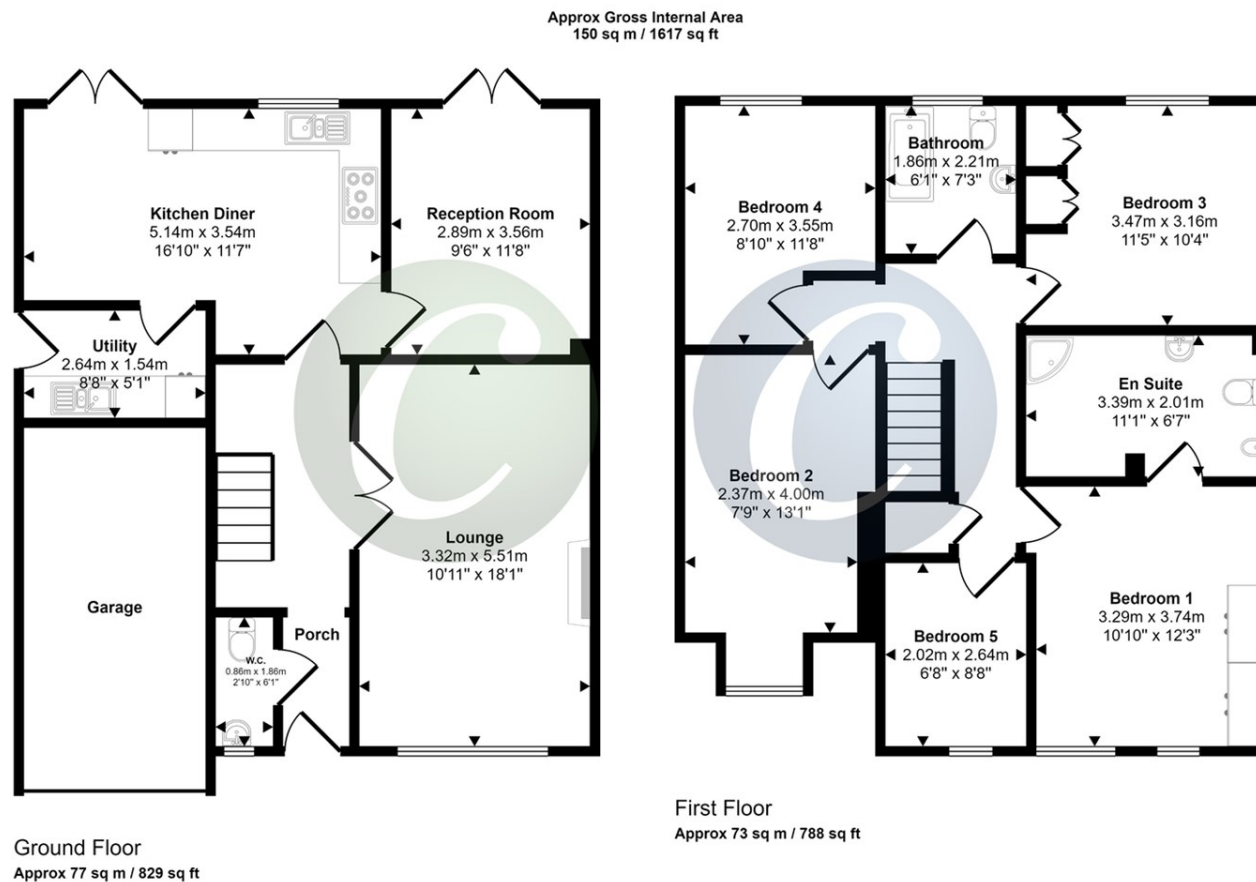 Approx Gross Internal Area
150 sq m / 1617 sq ft
Kitchen Diner
5.14m x 3.54m
16'10" x 11'7"
Reception Room
2.89m x 3.56m
9'6" x 11'8"
Utility
2.64m x 1.54m
8'8" x 5'1"
Lounge
3.32m x 5.51m
10'11" x 18'1"
Garage
Porch
W.C.
0.86m x 1.86m
2'10" x 6'1"
Ground Floor
Approx 77 sq m / 829 sq ft
Bedroom 4
2.70m x 3.55m
8'10" x 11'8"
Bathroom
1.86m x 2.21m
6'1" x 7'3"
Bedroom 3
3.47m x 3.16m
11'5" x 10'4"
En Suite
3.39m x 2.01m
11'1" x 6'7"
Bedroom 2
2.37m x 4.00m
7'9" x 13'1"
Bedroom 1
3.29m x 3.74m
10'10" x 12'3"
Bedroom 5
2.02m x 2.64m
6'8" x 8'8"
First Floor
Approx 73 sq m / 788 sq ft
C
C